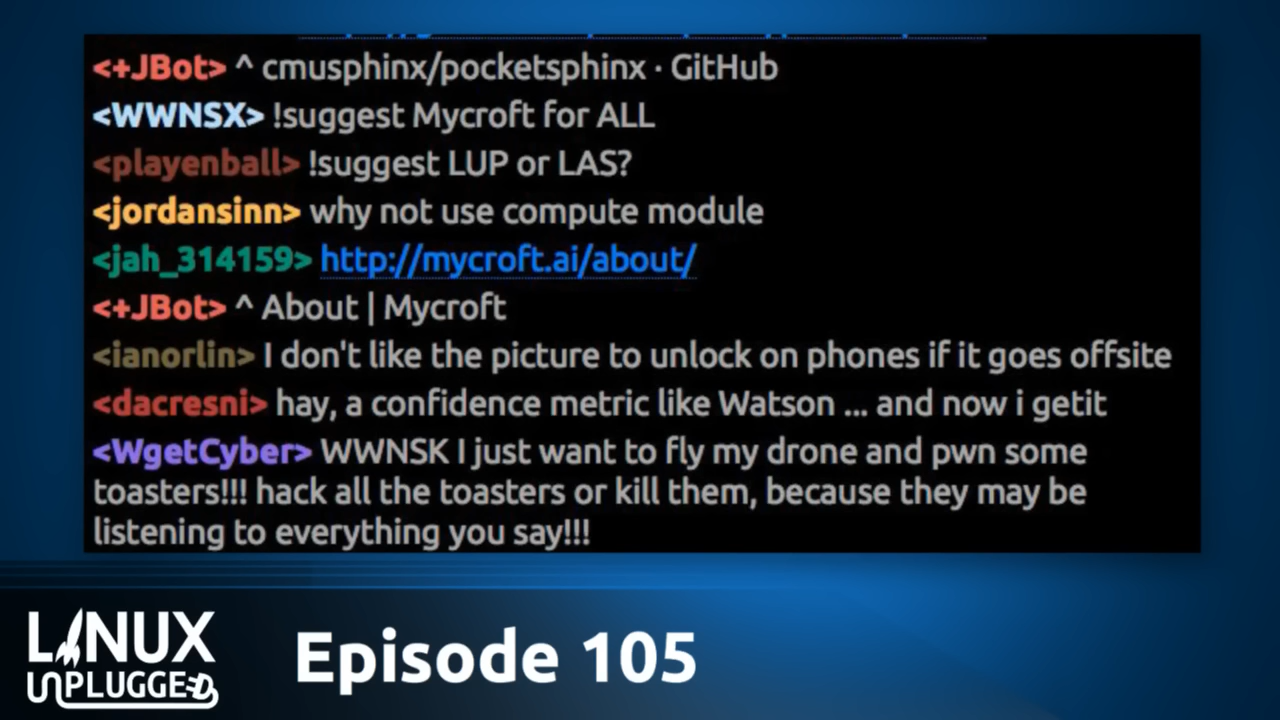 <+JBot> ^ cmusphinx/pocketsphinx · GitHub
<WWNSX> !suggest Mycroft for ALL
<playenball> !suggest LUP or LAS?
<jordansinn> why not use compute module
<jah_314159> http://mycroft.ai/about/
<+JBot> ^ About | Mycroft
<ianorlin> I don't like the picture to unlock on phones if it goes offsite
<dacresni> hay, a confidence metric like Watson ... and now i getit
<WgetCyber> WWNSK I just want to fly my drone and pwn some
toasters!!! hack all the toasters or kill them, because they may be
listening to everything you say!!!
LINUX
UNPLUGGED
Episode 105